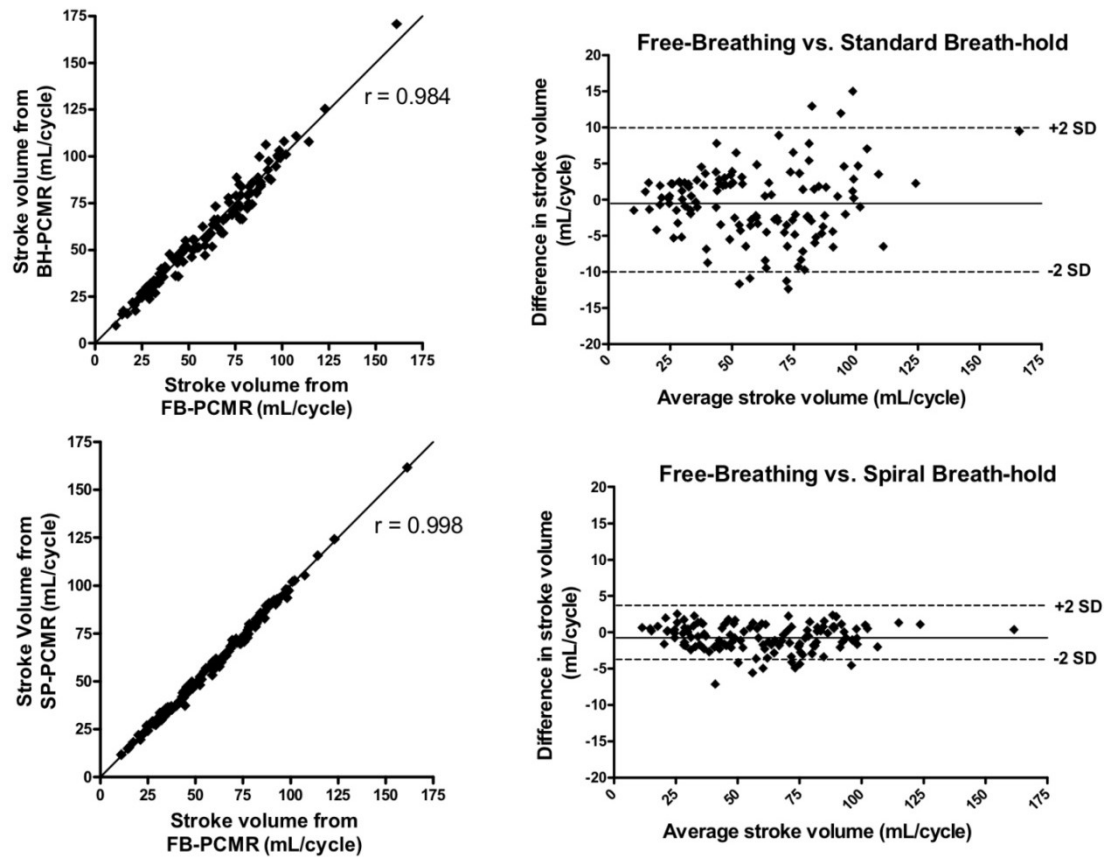 Stroke volume from
BH-PCMR (mL/cycle)
175
150
125
100
75
50
25
0
r = 0.984
0 25 50 75 100 125 150 175
Stroke volume from
FB-PCMR (mL/cycle)
Free-Breathing vs. Standard Breath-hold
Difference in stroke volume
(mL/cycle)
20
15
10
5
0
-5
-10
-15
-20
+2 SD
-2 SD
25 50 75 100 125 150 175
Average stroke volume (mL/cycle)
Stroke Volume from
SP-PCMR (mL/cycle)
175
150
125
100
75
50
25
0
r = 0.998
0 25 50 75 100 125 150 175
Stroke volume from
FB-PCMR (mL/cycle)
Free-Breathing vs. Spiral Breath-hold
Difference in stroke volume
(mL/cycle)
20
15
10
5
0
-5
-10
-15
-20
+2 SD
-2 SD
25 50 75 100 125 150 175
Average stroke volume (mL/cycle)